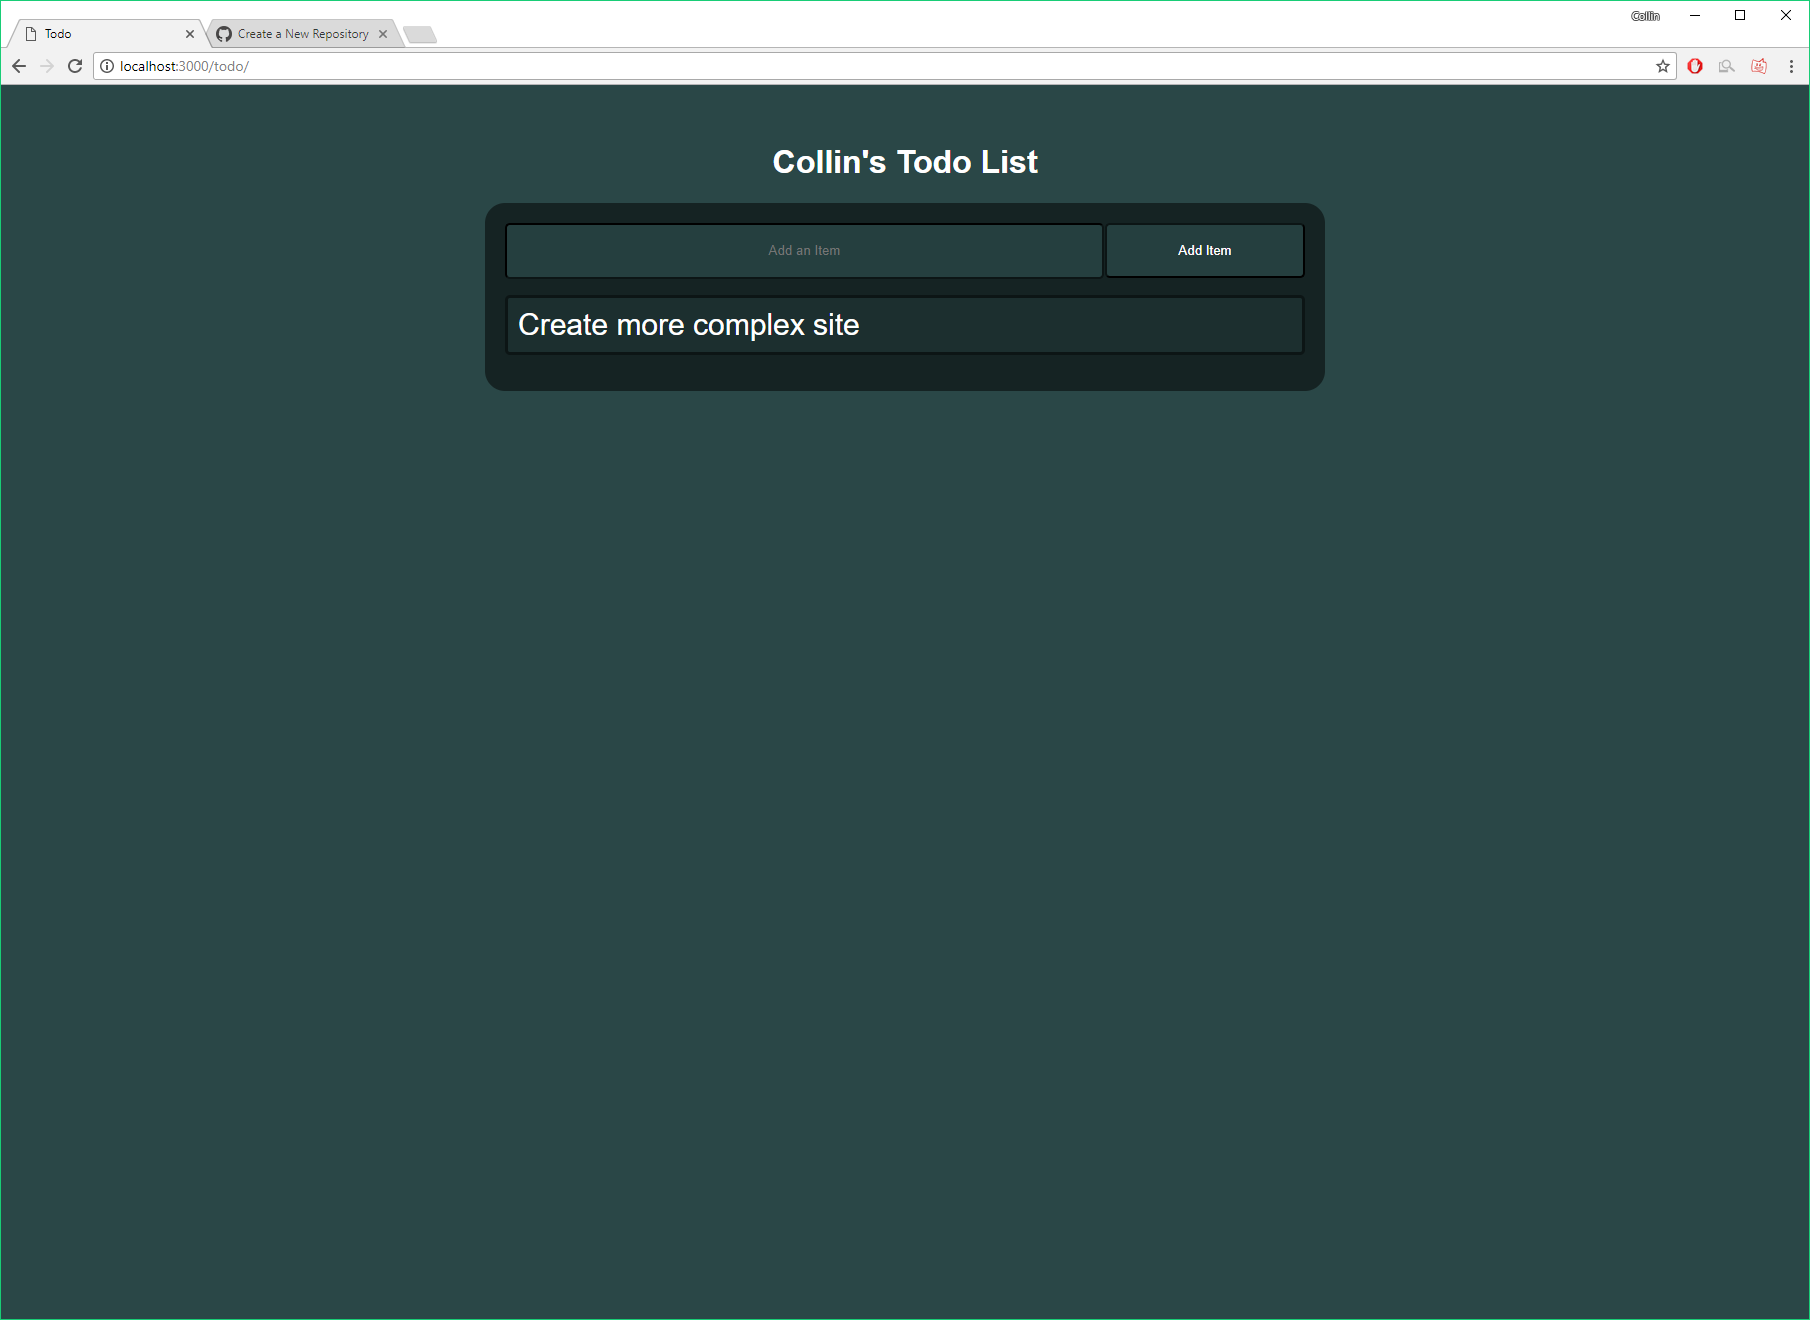 Collin
Todo
Create a New Repository
localhost:3000/todo/
Collin's Todo List
Add an Item
Add Item
Create more complex site